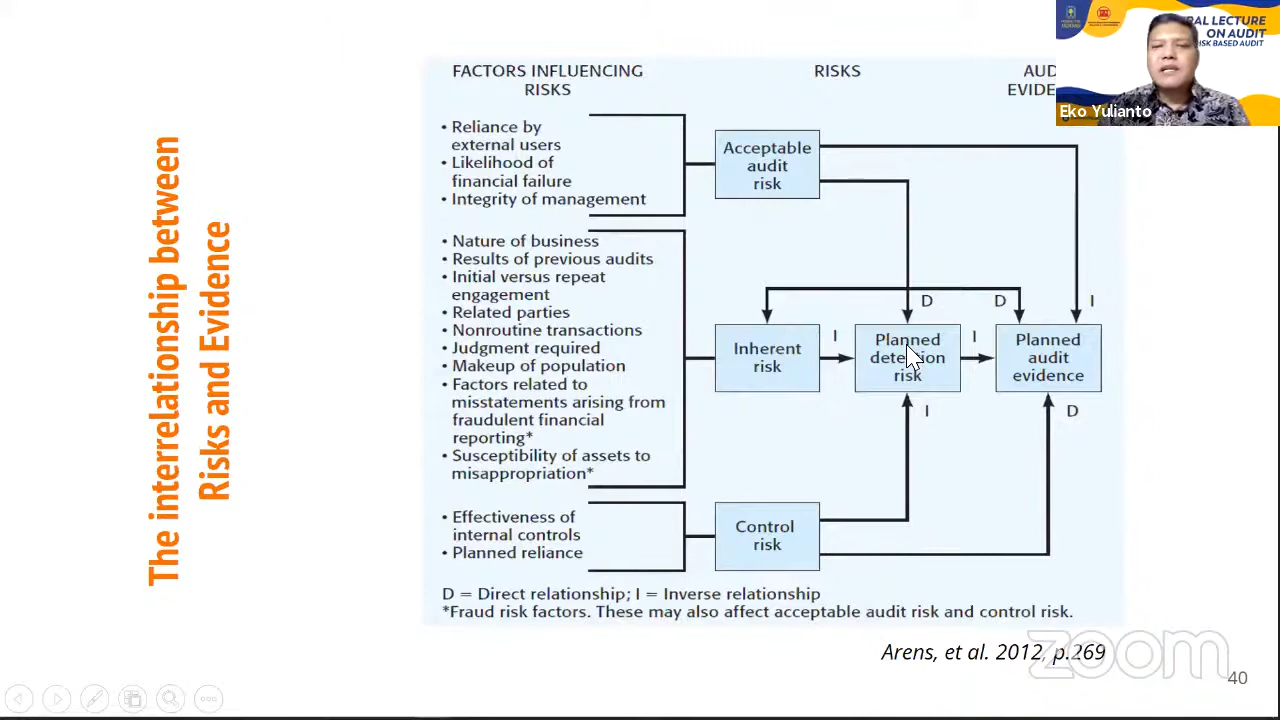 The interrelationship between
Risks and Evidence
FACTORS INFLUENCING
RISKS
• Reliance by
external users
• Likelihood of
financial failure
• Integrity of management
• Nature of business
• Results of previous audits
• Initial versus repeat
engagement
• Related parties
• Nonroutine transactions
• Judgment required
• Makeup of population
• Factors related to
misstatements arising from
fraudulent financial
reporting*
• Susceptibility of assets to
misappropriation*
• Effectiveness of
internal controls
• Planned reliance
RISKS
Acceptable
audit
risk
Inherent
risk
Control
risk
I
D
Planned
detection
risk
I
I
AUD
EVIDE
D
I
Planned
audit
evidence
D
D = Direct relationship; I = Inverse relationship
*Fraud risk factors. These may also affect acceptable audit risk and control risk.
Arens, et al. 2012, p.269
zoom
40
RAL LECTURE
ON AUDIT
RISK BASED AUDIT
Eko Yulianto